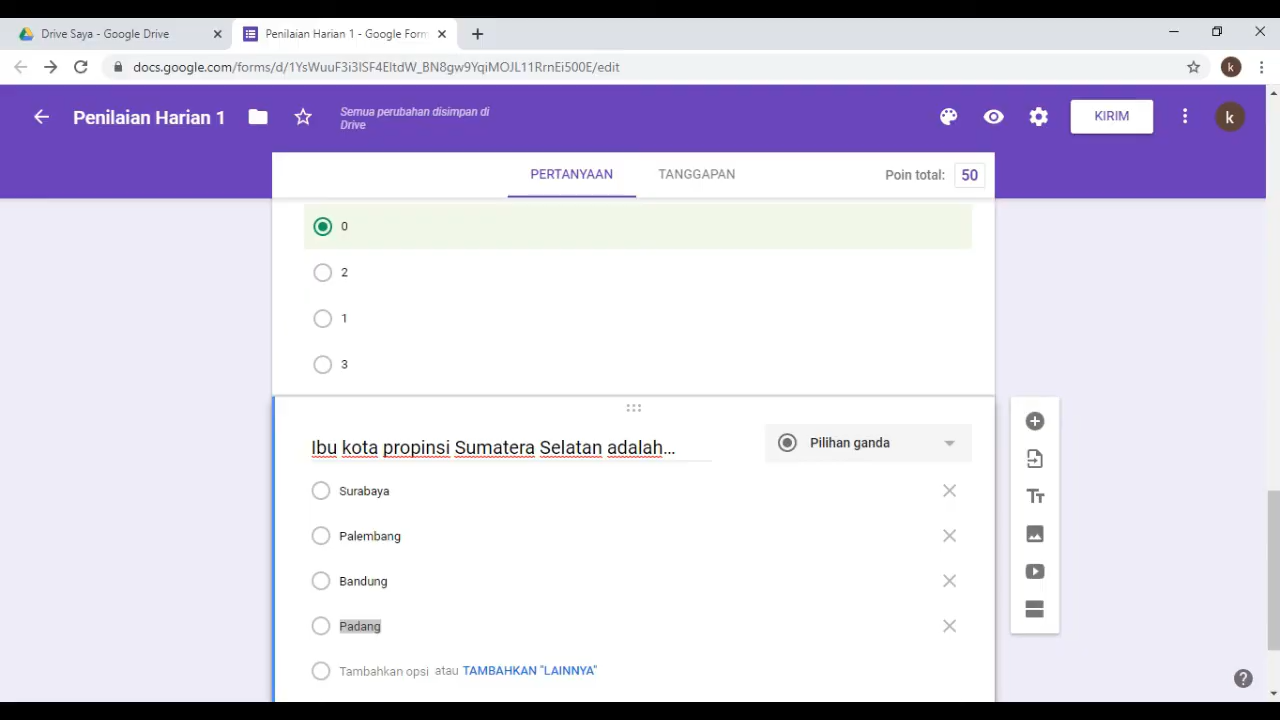 Drive Saya - Google Drive
Penilaian Harian 1 - Google Form
docs.google.com/forms/d/1YsWuuF3i3lSF4EltdW_BN8gw9YqiMOJL11RrnEi500E/edit
k
Penilaian Harian 1
Semua perubahan disimpan di
Drive
KIRIM
k
PERTANYAAN
TANGGAPAN
Poin total:
50
0
2
1
3
Ibu kota propinsi Sumatera Selatan adalah...
Pilihan ganda
Surabaya
Palembang
Bandung
Padang
Tambahkan opsi atau TAMBAHKAN "LAINNYA"